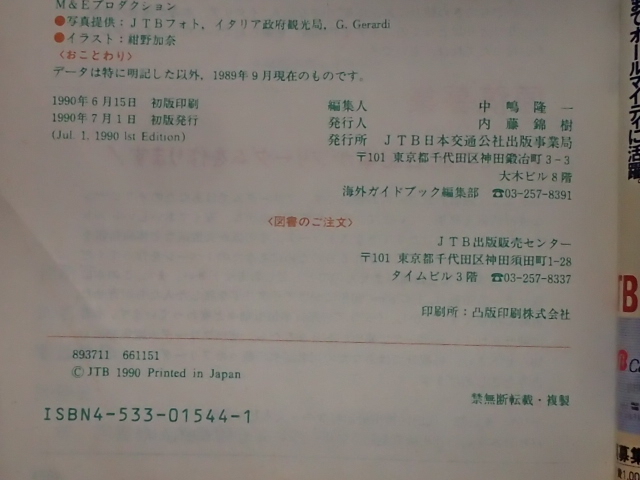 M&Eプロダクション
●写真提供：JTBフォト，イタリア政府観光局，G. Gerardi
●イラスト：紺野加奈
〈おことわり〉
データは特に明記した以外，1989年9月現在のものです。
1990年6月15日　初版印刷
1990年7月1日　初版発行
(Jul. 1, 1990 1st Edition)
編集人　中嶋隆一
発行人　内藤錦樹
発行所　JTB日本交通公社出版事業局
〒101 東京都千代田区神田鍛冶町3-3
大木ビル8階
海外ガイドブック編集部　☎03-257-8391
〈図書のご注文〉
JTB出版販売センター
〒101 東京都千代田区神田須田町1-28
タイムビル3階　☎03-257-8337
印刷所：凸版印刷株式会社
893711 661151
© JTB 1990 Printed in Japan
禁無断転載・複製
ISBN4-533-01544-1
オールマイティに活躍。
TB
募集